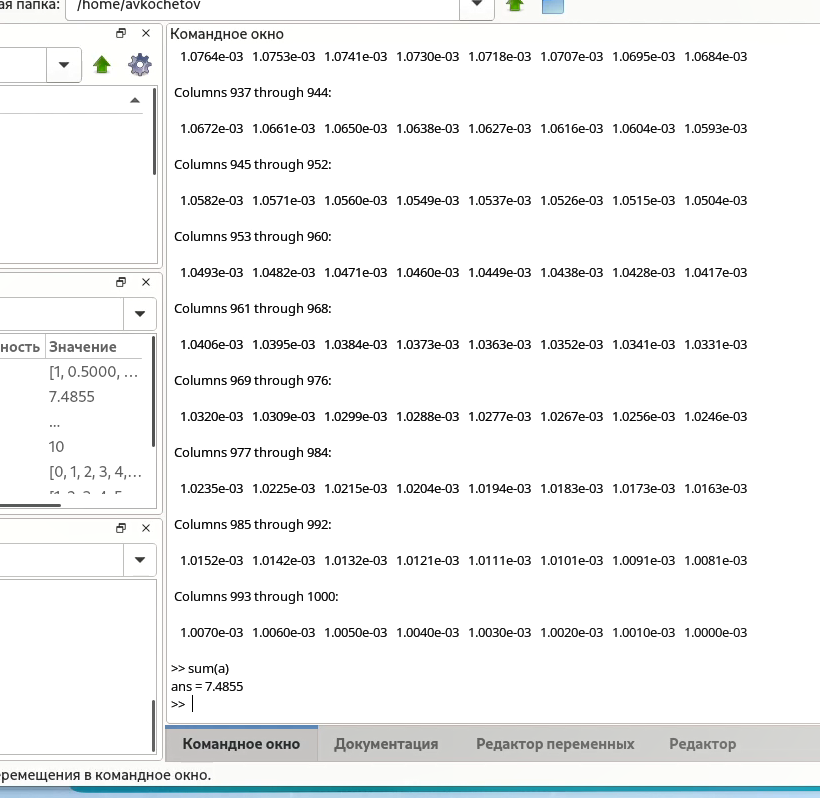 ая папка: /home/avkochetov
Командное окно
1.0764e-03 1.0753e-03 1.0741e-03 1.0730e-03 1.0718e-03 1.0707e-03 1.0695e-03 1.0684e-03
Columns 937 through 944:
1.0672e-03 1.0661e-03 1.0650e-03 1.0638e-03 1.0627e-03 1.0616e-03 1.0604e-03 1.0593e-03
Columns 945 through 952:
1.0582e-03 1.0571e-03 1.0560e-03 1.0549e-03 1.0537e-03 1.0526e-03 1.0515e-03 1.0504e-03
Columns 953 through 960:
1.0493e-03 1.0482e-03 1.0471e-03 1.0460e-03 1.0449e-03 1.0438e-03 1.0428e-03 1.0417e-03
Columns 961 through 968:
1.0406e-03 1.0395e-03 1.0384e-03 1.0373e-03 1.0363e-03 1.0352e-03 1.0341e-03 1.0331e-03
Columns 969 through 976:
1.0320e-03 1.0309e-03 1.0299e-03 1.0288e-03 1.0277e-03 1.0267e-03 1.0256e-03 1.0246e-03
Columns 977 through 984:
1.0235e-03 1.0225e-03 1.0215e-03 1.0204e-03 1.0194e-03 1.0183e-03 1.0173e-03 1.0163e-03
Columns 985 through 992:
1.0152e-03 1.0142e-03 1.0132e-03 1.0121e-03 1.0111e-03 1.0101e-03 1.0091e-03 1.0081e-03
Columns 993 through 1000:
1.0070e-03 1.0060e-03 1.0050e-03 1.0040e-03 1.0030e-03 1.0020e-03 1.0010e-03 1.0000e-03
>> sum(a)
ans = 7.4855
>>
ность Значение
[1, 0.5000, ...
7.4855
...
10
[0, 1, 2, 3, 4,...
Командное окно Документация Редактор переменных Редактор
ремещения в командное окно.